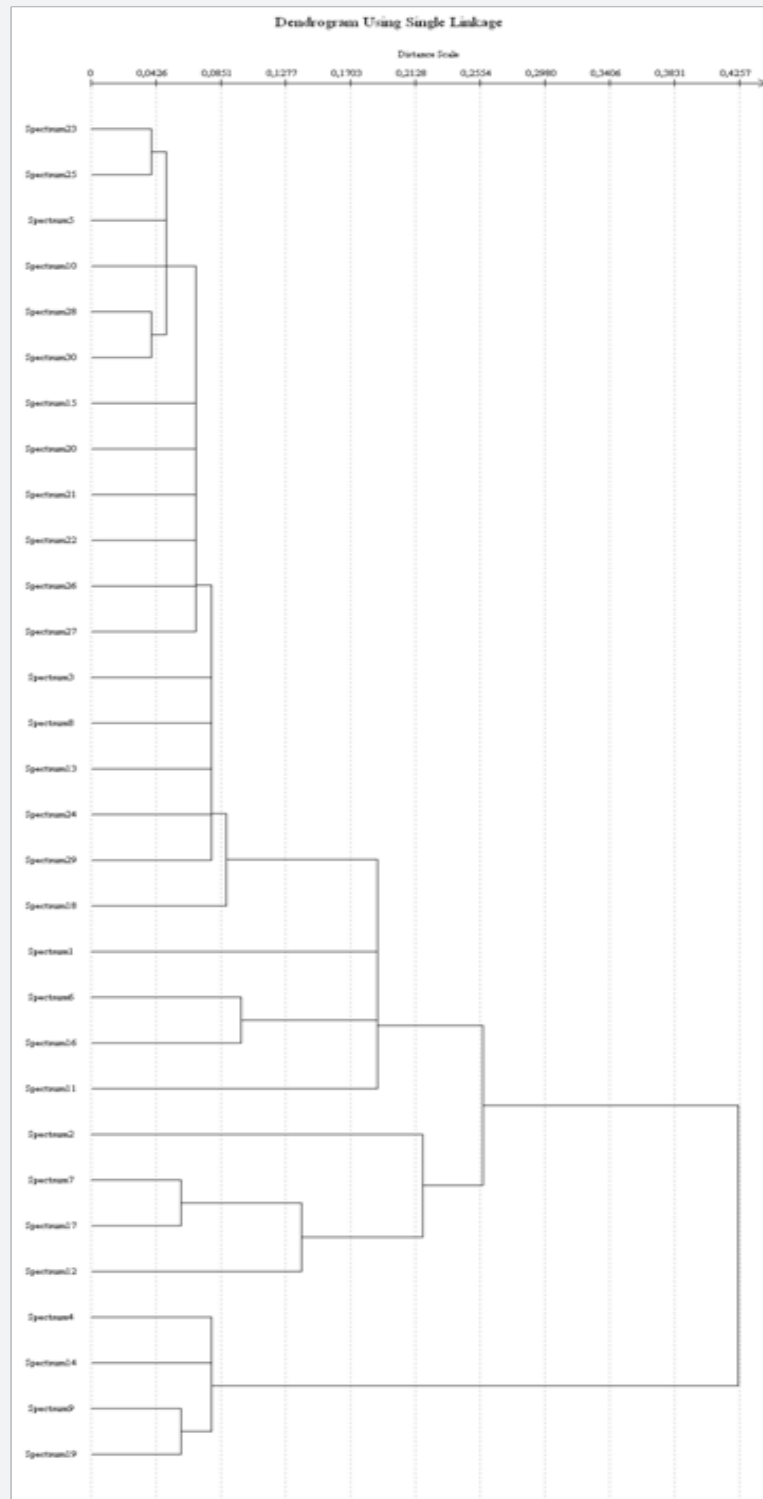 Dendrogram Using Single Linkage
Distance Scale
0 0,0426 0,0851 0,1277 0,1703 0,2128 0,2554 0,2980 0,3406 0,3831 0,4257
Spectrum23
Spectrum25
Spectrum5
Spectrum10
Spectrum28
Spectrum30
Spectrum15
Spectrum20
Spectrum21
Spectrum22
Spectrum26
Spectrum27
Spectrum3
Spectrum8
Spectrum13
Spectrum24
Spectrum29
Spectrum18
Spectrum1
Spectrum6
Spectrum16
Spectrum11
Spectrum2
Spectrum7
Spectrum17
Spectrum12
Spectrum4
Spectrum14
Spectrum9
Spectrum19